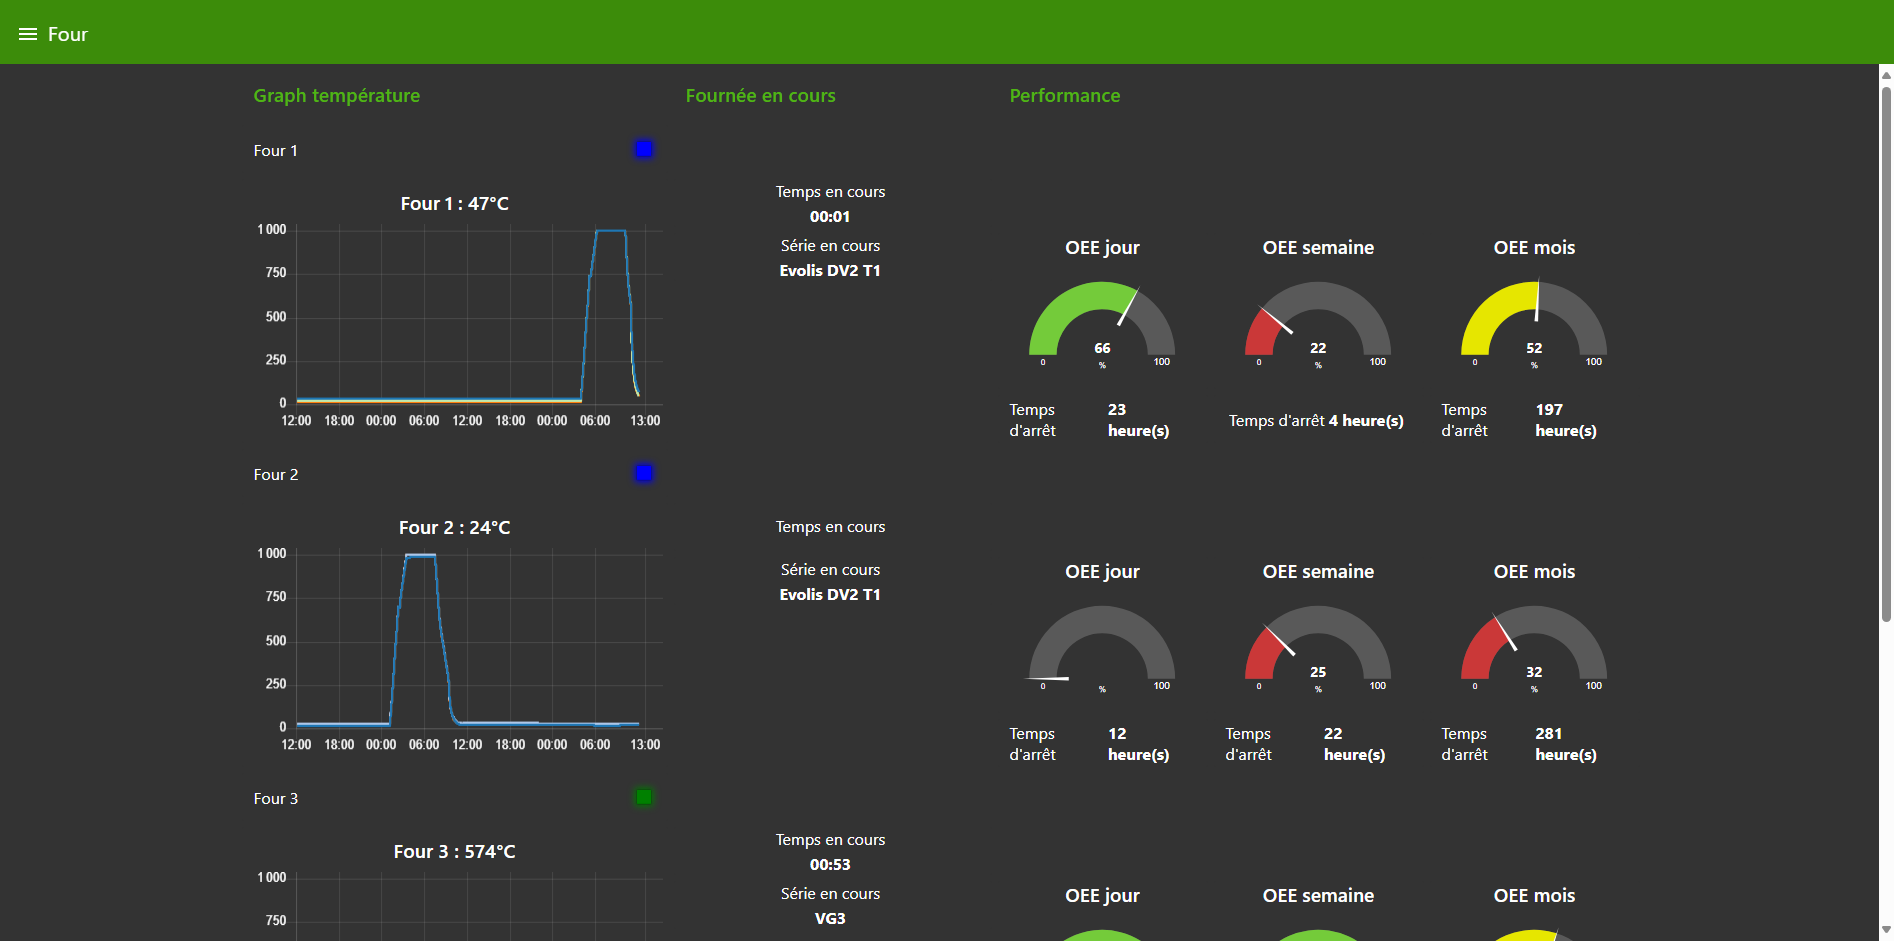 Four
Graph température
Fournée en cours
Performance
Four 1
Four 1 : 47°C
1 000
750
500
250
0
12:00 18:00 00:00 06:00 12:00 18:00 00:00 06:00 13:00
Temps en cours
00:01
Série en cours
Evolis DV2 T1
OEE jour
66
%
0
100
Temps d'arrêt
23 heure(s)
OEE semaine
22
%
0
100
Temps d'arrêt 4 heure(s)
OEE mois
52
%
0
100
Temps d'arrêt
197 heure(s)
Four 2
Four 2 : 24°C
1 000
750
500
250
0
12:00 18:00 00:00 06:00 12:00 18:00 00:00 06:00 13:00
Temps en cours
Série en cours
Evolis DV2 T1
OEE jour
%
0
100
Temps d'arrêt
12 heure(s)
OEE semaine
25
%
0
100
Temps d'arrêt
22 heure(s)
OEE mois
32
%
0
100
Temps d'arrêt
281 heure(s)
Four 3
Four 3 : 574°C
1 000
750
Temps en cours
00:53
Série en cours
VG3
OEE jour
OEE semaine
OEE mois